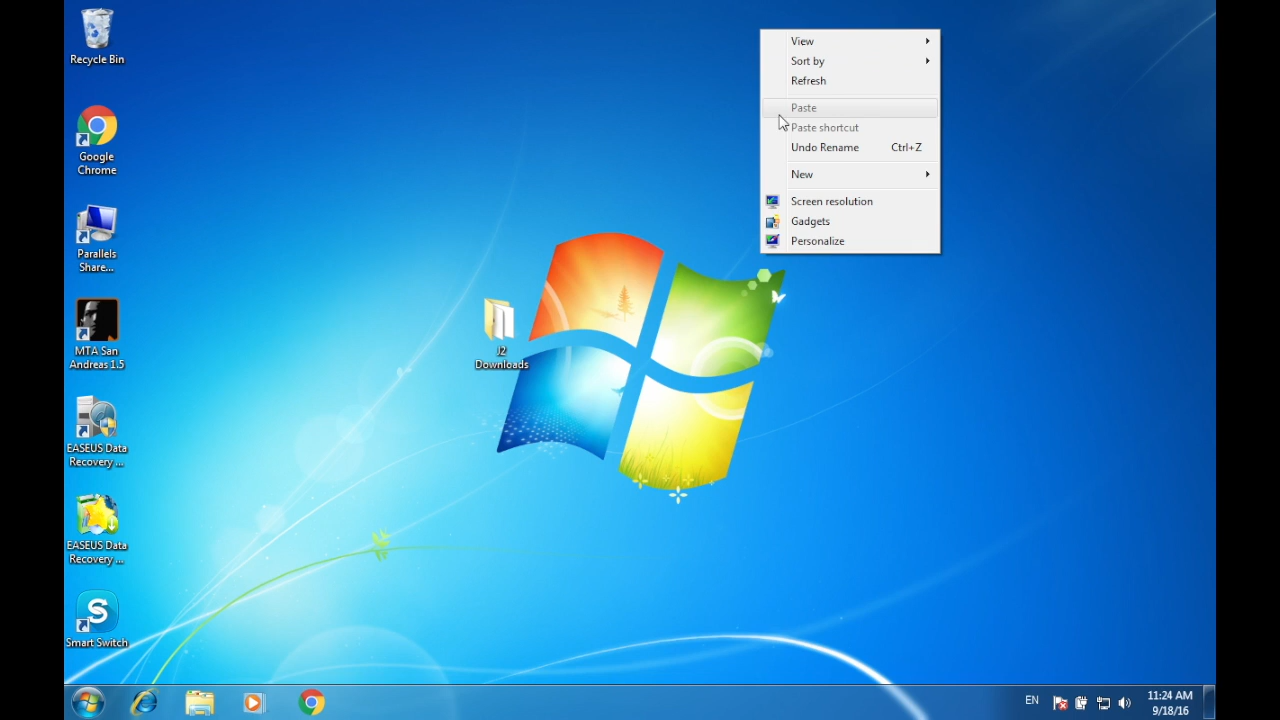 Recycle Bin
Google
Chrome
Parallels
Share...
MTA San
Andreas 1.5
EASEUS Data
Recovery ...
EASEUS Data
Recovery ...
S
Smart Switch
J2
Downloads
View
Sort by
Refresh
Paste
Paste shortcut
Undo Rename Ctrl+Z
New
Screen resolution
Gadgets
Personalize
EN
11:24 AM
9/18/16